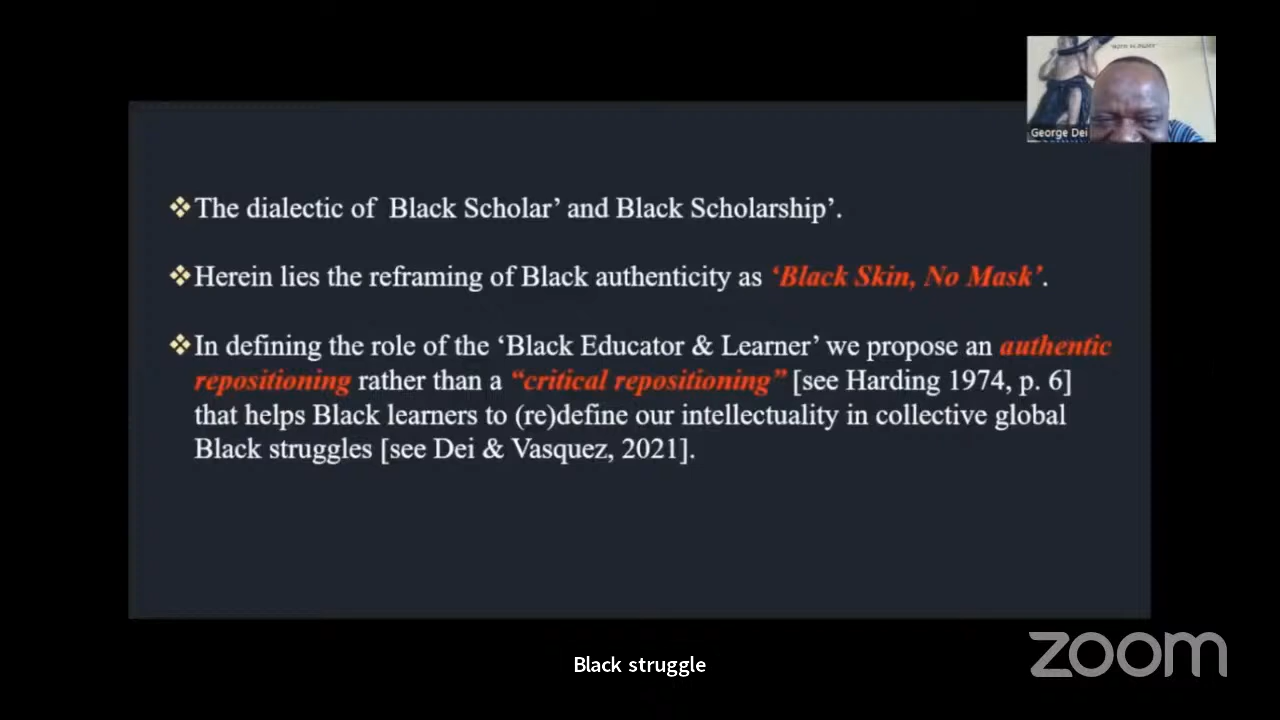 George Dei
❖The dialectic of Black Scholar’ and Black Scholarship’.
❖Herein lies the reframing of Black authenticity as ‘Black Skin, No Mask’.
❖In defining the role of the ‘Black Educator & Learner’ we propose an authentic
repositioning rather than a “critical repositioning” [see Harding 1974, p. 6]
that helps Black learners to (re)define our intellectuality in collective global
Black struggles [see Dei & Vasquez, 2021].
Black struggle
zoom